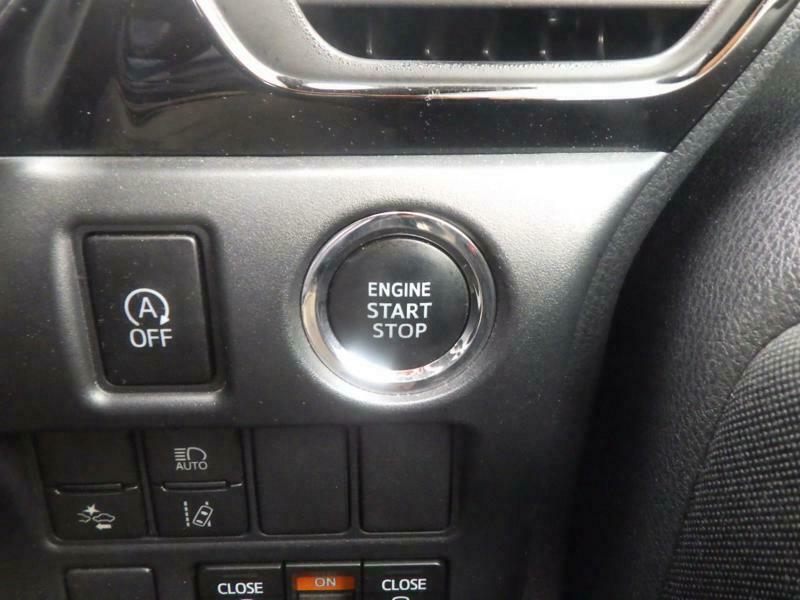 ENGINE
START
STOP
A
OFF
AUTO
CLOSE
ON
CLOSE